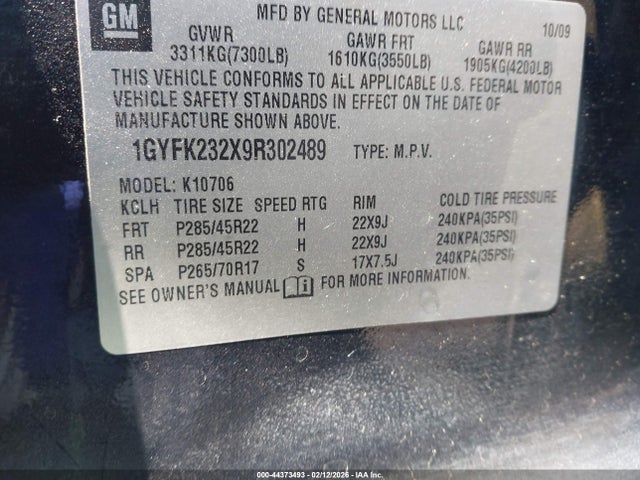 GM
MFD BY GENERAL MOTORS LLC 10/09
GVWR GAWR FRT GAWR RR
3311KG(7300LB) 1610KG(3550LB) 1905KG(4200LB)
THIS VEHICLE CONFORMS TO ALL APPLICABLE U.S. FEDERAL MOTOR
VEHICLE SAFETY STANDARDS IN EFFECT ON THE DATE OF
MANUFACTURE SHOWN ABOVE.
1GYFK232X9R302489 TYPE: M.P.V.
MODEL: K10706
KCLH TIRE SIZE SPEED RTG RIM COLD TIRE PRESSURE
FRT P285/45R22 H 22X9J 240KPA(35PSI)
RR P285/45R22 H 22X9J 240KPA(35PSI)
SPA P265/70R17 S 17X7.5J 240KPA(35PSI)
SEE OWNER'S MANUAL FOR MORE INFORMATION.
000-44373493 - 02/12/2026 - IAA, Inc.